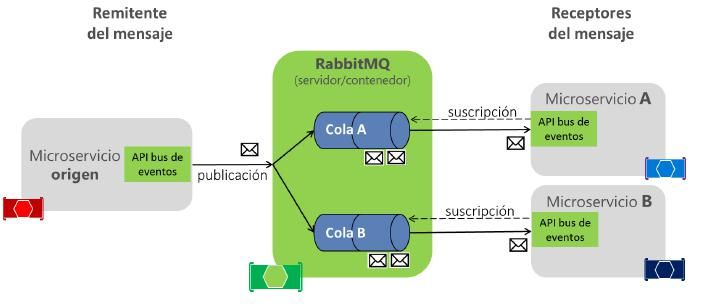 Remitente
del mensaje
Receptores
del mensaje
RabbitMQ
(servidor/contenedor)
Microservicio
origen
API bus de
eventos
publicación
Cola A
Cola B
suscripción
Microservicio A
API bus de
eventos
suscripción
Microservicio B
API bus de
eventos